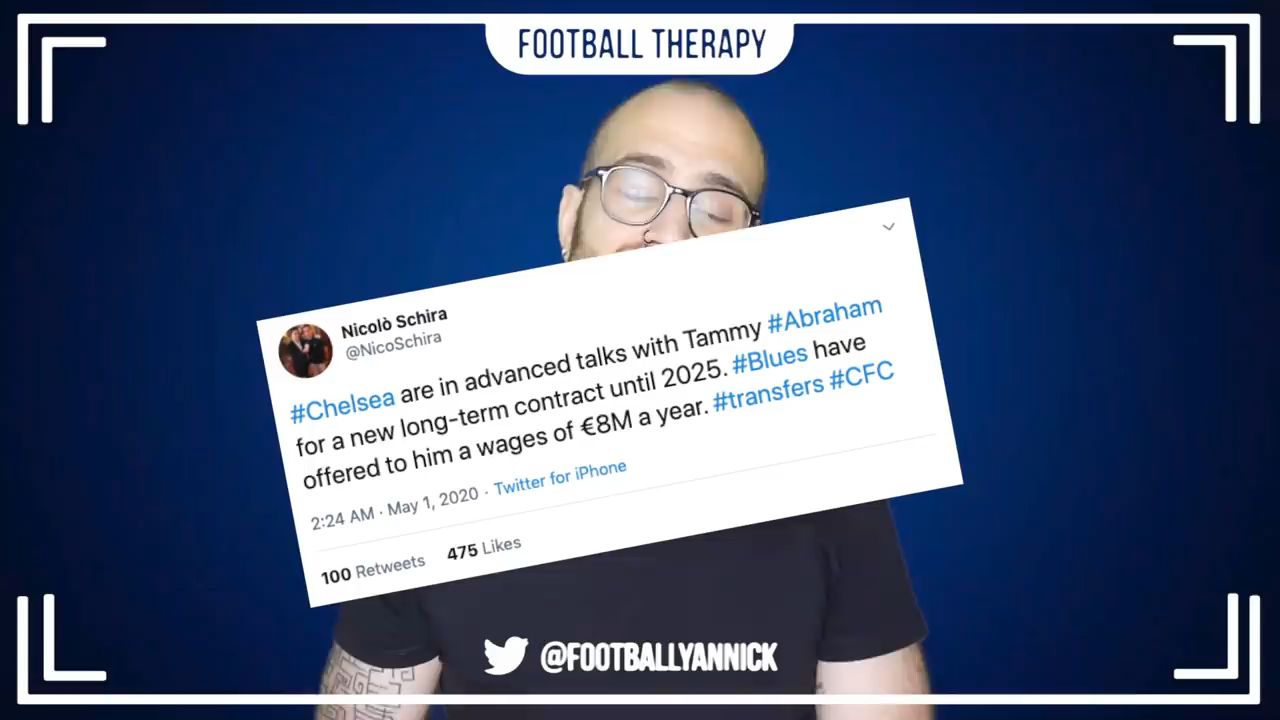 FOOTBALL THERAPY
Nicolò Schira
@NicoSchira
#Chelsea are in advanced talks with Tammy #Abraham
for a new long-term contract until 2025. #Blues have
offered to him a wages of €8M a year. #transfers #CFC
2:24 AM · May 1, 2020 · Twitter for iPhone
100 Retweets 475 Likes
@FOOTBALLYANNICK